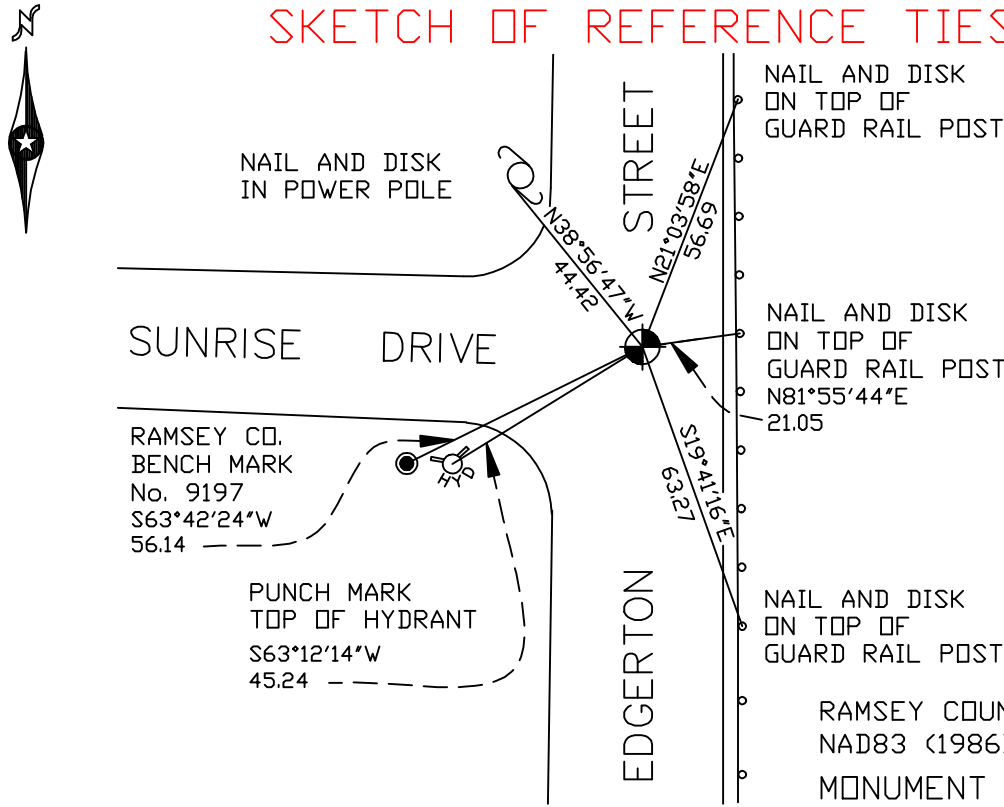 N
SKETCH OF REFERENCE TIES
NAIL AND DISK
ON TOP OF
GUARD RAIL POST
NAIL AND DISK
IN POWER POLE
STREET
N21°03'58"E
56.69
N38°56'47"W
44.42
SUNRISE DRIVE
NAIL AND DISK
ON TOP OF
GUARD RAIL POST
N81°55'44"E
21.05
RAMSEY CO.
BENCH MARK
No. 9197
S63°42'24"W
56.14
HYD
S19°41'16"E
63.27
PUNCH MARK
TOP OF HYDRANT
S63°12'14"W
45.24
EDGERTON
NAIL AND DISK
ON TOP OF
GUARD RAIL POST
RAMSEY COUN
NAD83 (1986
MONUMENT